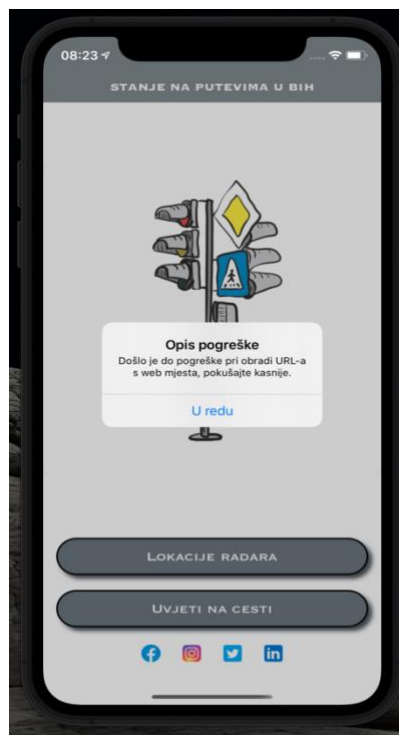 08:23
STANJE NA PUTEVIMA U BIH
Opis pogreške
Došlo je do pogreške pri obradi URL-a
s web mjesta, pokušajte kasnije.
U redu
LOKACIJE RADARA
UVJETI NA CESTI
in